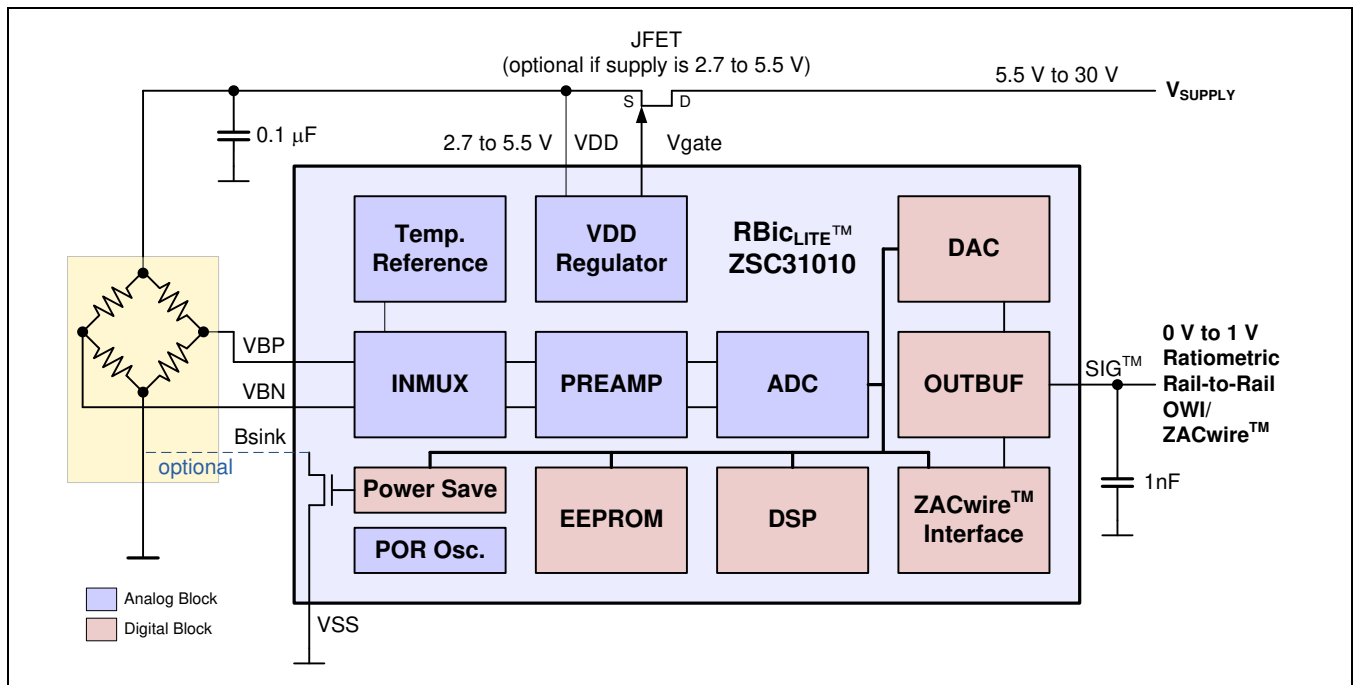 JFET
(optional if supply is 2.7 to 5.5 V)
5.5 V to 30 V
S
D
VSUPPLY
0.1 μF
2.7 to 5.5 V
VDD
Vgate
Temp.
Reference
VDD
Regulator
RBicLITE™
ZSC31010
DAC
VBP
VBN
INMUX
PREAMP
ADC
OUTBUF
SIG™
0 V to 1 V
Ratiometric
Rail-to-Rail
OWI/
ZACwire™
Bsink
optional
Power Save
EEPROM
DSP
ZACwire™
Interface
1nF
POR Osc.
Analog Block
Digital Block
VSS